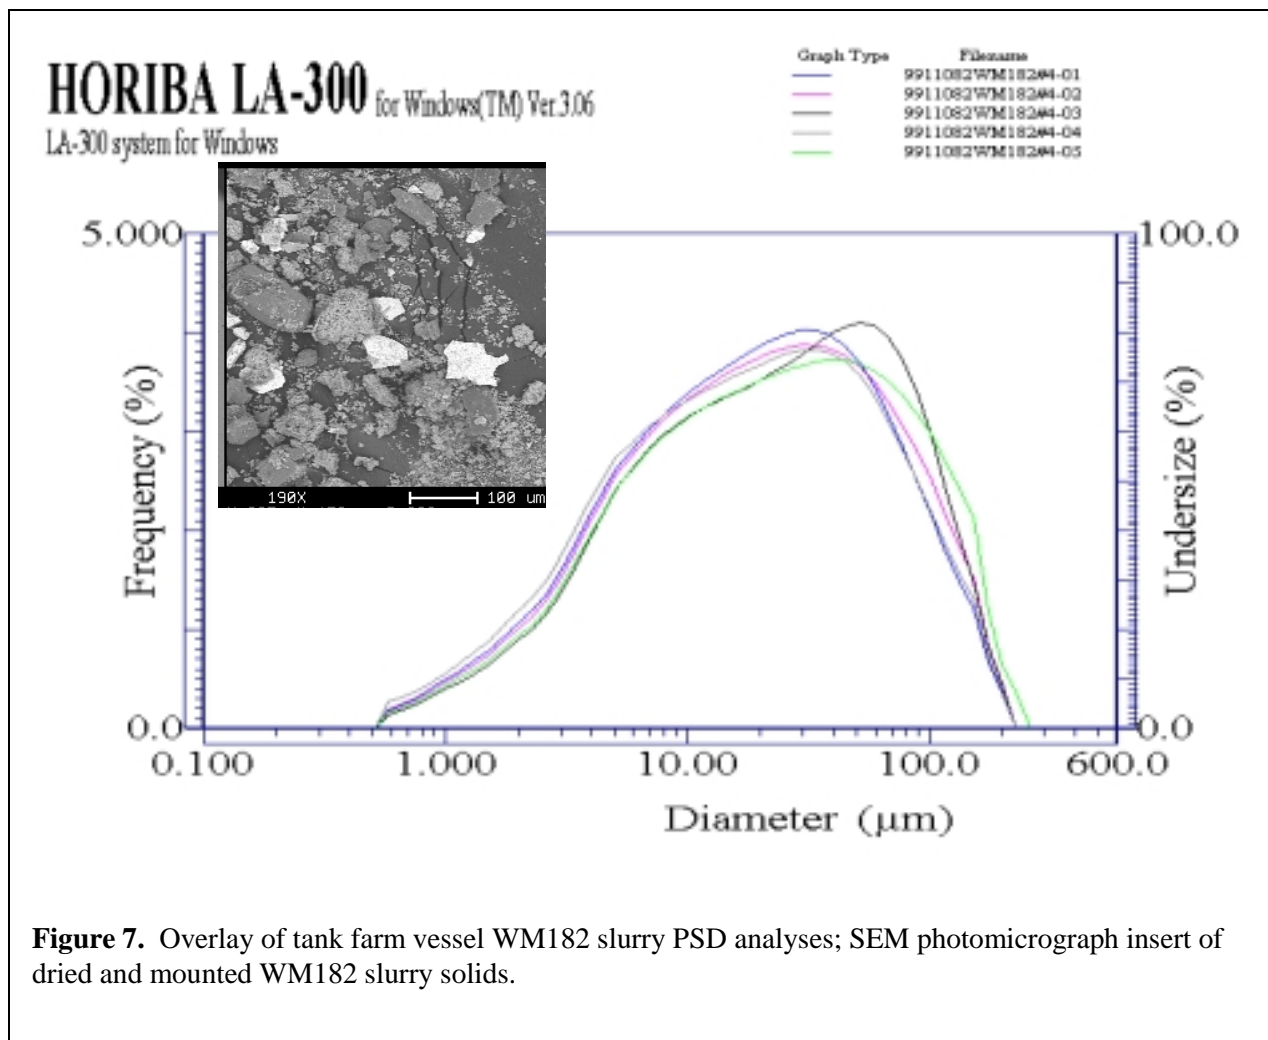 HORIBA LA-300 for Windows(TM) Ver.3.06
LA-300 system for Windows
Graph Type Filename
9911082WM182#4-01
9911082WM182#4-02
9911082WM182#4-03
9911082WM182#4-04
9911082WM182#4-05
5.000
100.0
Frequency (%)
Undersize (%)
190X 100 um
0.0
0.0
0.100 1.000 10.00 100.0 600.0
Diameter (µm)
Figure 7. Overlay of tank farm vessel WM182 slurry PSD analyses; SEM photomicrograph insert of
dried and mounted WM182 slurry solids.